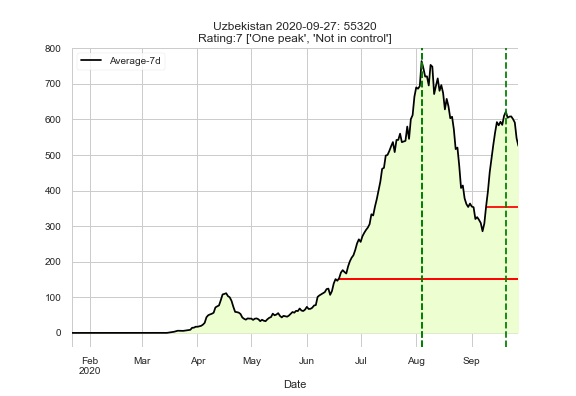 Uzbekistan 2020-09-27: 55320
Rating:7 ['One peak', 'Not in control']
800
Average-7d
700
600
500
400
300
200
100
0
Feb Mar Apr May Jun Jul Aug Sep
2020
Date